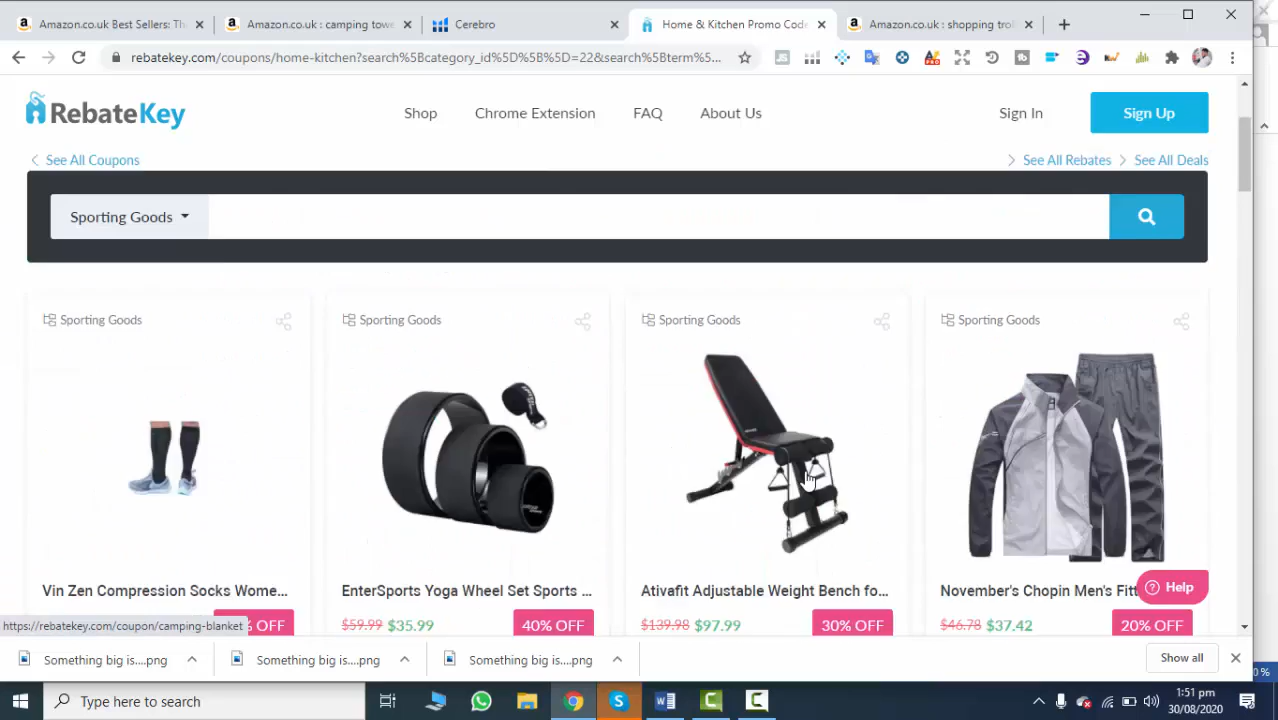 Amazon.co.uk Best Sellers: Th
Amazon.co.uk : camping towe
Cerebro
Home & Kitchen Promo Code
Amazon.co.uk : shopping troll
rebatekey.com/coupons/home-kitchen?search%5Bcategory_id%5D%5B%5D=22&search%5Bterm%5...
RebateKey
Shop
Chrome Extension
FAQ
About Us
Sign In
Sign Up
See All Coupons
See All Rebates
See All Deals
Sporting Goods
Sporting Goods
Sporting Goods
Sporting Goods
Sporting Goods
Vin Zen Compression Socks Wome...
EnterSports Yoga Wheel Set Sports ...
Ativafit Adjustable Weight Bench fo...
November's Chopin Men's Fit
Help
https://rebatekey.com/coupon/camping-blanket
% OFF
$59.99 $35.99
40% OFF
$139.98 $97.99
30% OFF
$46.78 $37.42
20% OFF
Something big is....png
Something big is....png
Something big is....png
Show all
0 %
Type here to search
1:51 pm
30/08/2020